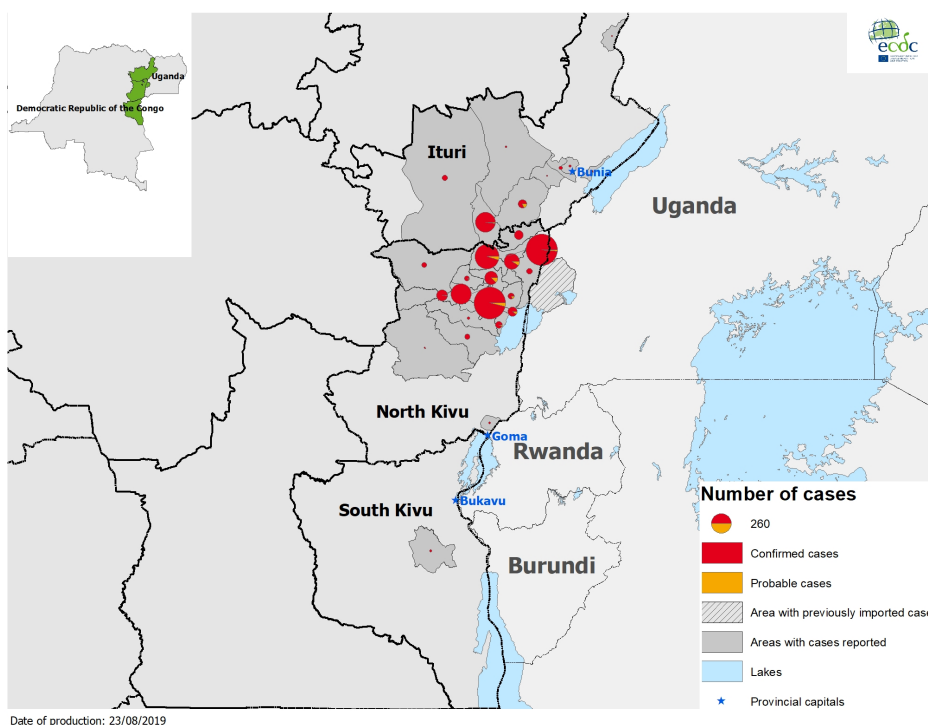 Uganda
Democratic Republic of the Congo
ecdc
Ituri
Bunia
Uganda
North Kivu
Goma
Rwanda
South Kivu
Bukavu
Burundi
Number of cases
260
Confirmed cases
Probable cases
Area with previously imported case
Areas with cases reported
Lakes
Provincial capitals
Date of production: 23/08/2019